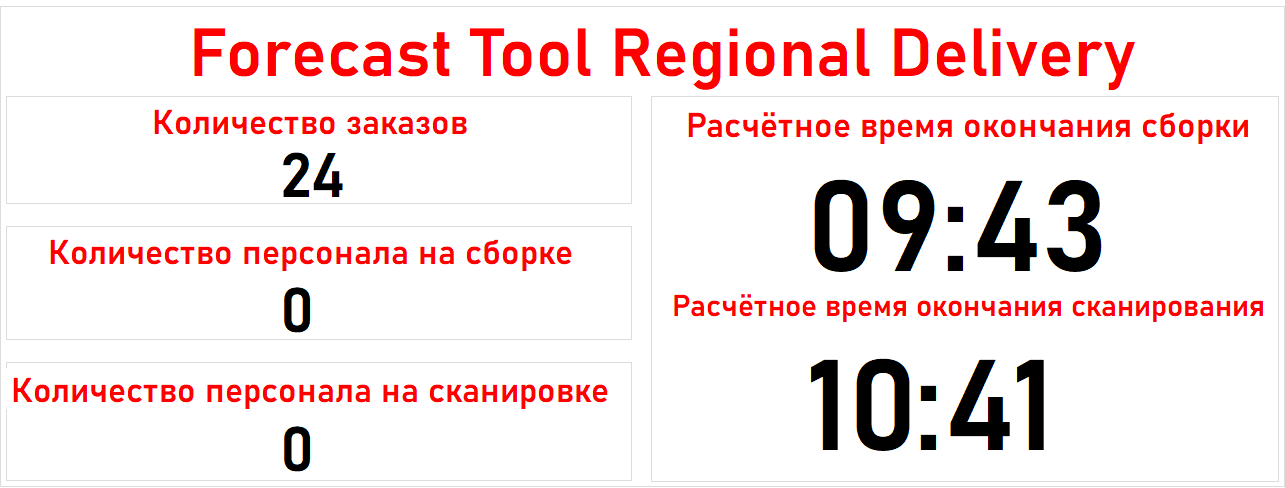 Forecast Tool Regional Delivery
Количество заказов
24
Количество персонала на сборке
0
Количество персонала на сканировке
0
Расчётное время окончания сборки
09:43
Расчётное время окончания сканирования
10:41